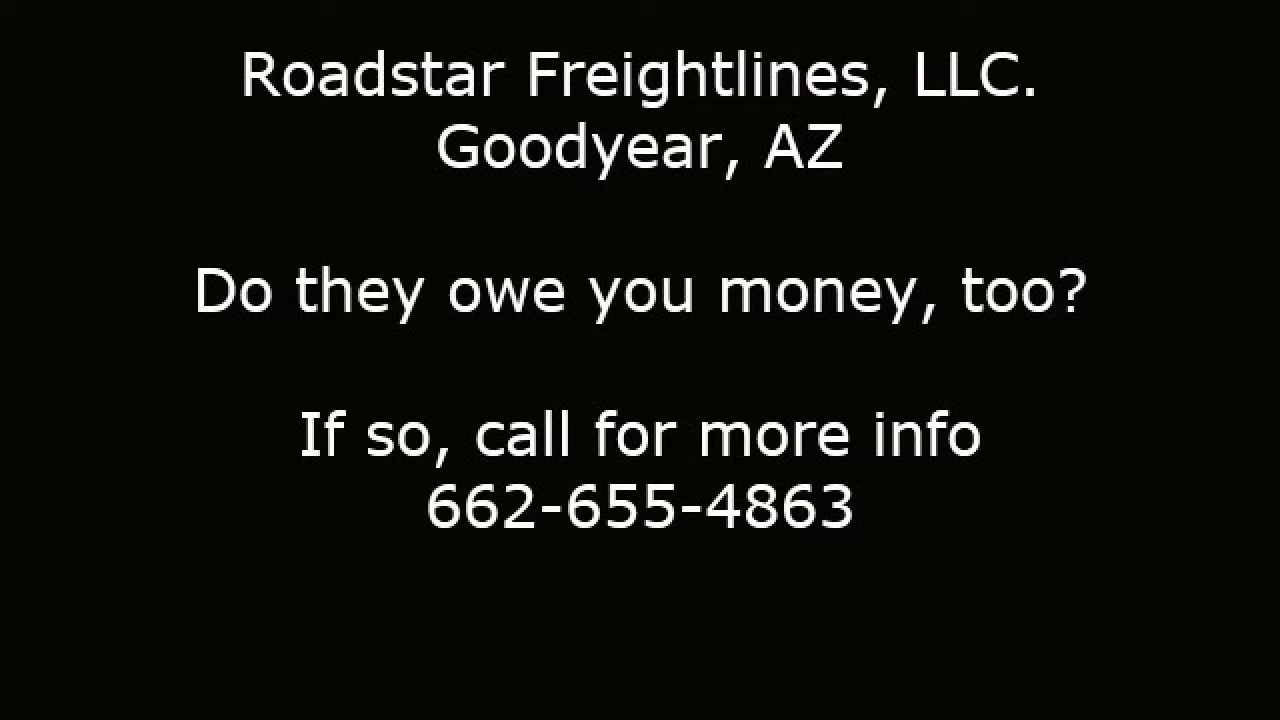 Roadstar Freightlines, LLC.
Goodyear, AZ
Do they owe you money, too?
If so, call for more info
662-655-4863